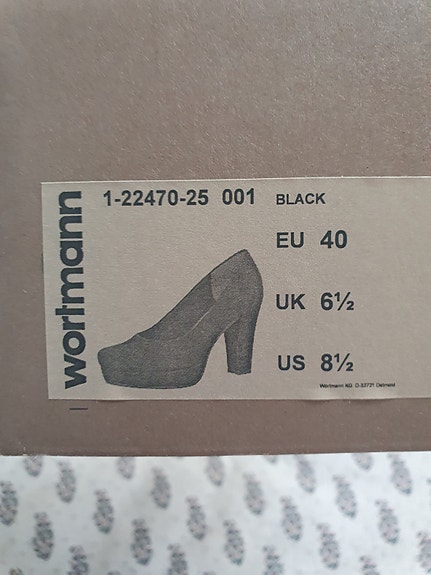 wortmann
1-22470-25 001 BLACK
EU 40
UK 6½
US 8½
Wortmann KG D-32721 Detmold